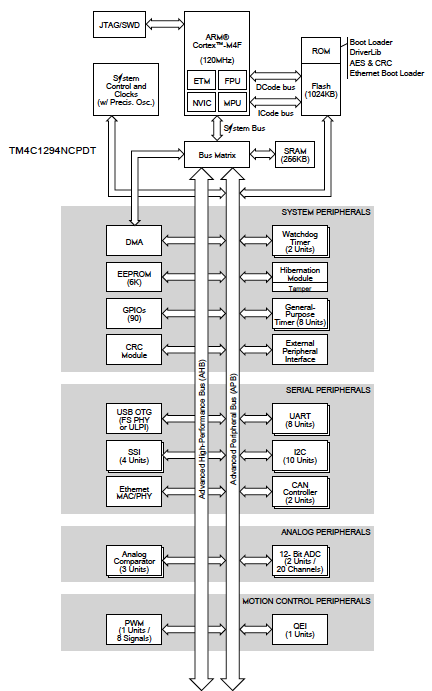 JTAG/SWD
ARM®
Cortex™-M4F
(120MHz)
ETM
FPU
NVIC
MPU
ROM
Flash
(1024KB)
Boot Loader
DriverLib
AES & CRC
Ethernet Boot Loader
DCode bus
ICode bus
System
Control and
Clocks
(w/ Precis. Osc.)
System Bus
TM4C1294NCPDT
Bus Matrix
SRAM
(256KB)
SYSTEM PERIPHERALS
DMA
Watchdog
Timer
(2 Units)
EEPROM
(6K)
Hibernation
Module
Tamper
GPIOs
(90)
General-
Purpose
Timer (8 Units)
CRC
Module
External
Peripheral
Interface
Advanced High-Performance Bus (AHB)
Advanced Peripheral Bus (APB)
SERIAL PERIPHERALS
USB OTG
(FS PHY
or ULPI)
UART
(8 Units)
SSI
(4 Units)
I2C
(10 Units)
Ethernet
MAC/PHY
CAN
Controller
(2 Units)
ANALOG PERIPHERALS
Analog
Comparator
(3 Units)
12- Bit ADC
(2 Units /
20 Channels)
MOTION CONTROL PERIPHERALS
PWM
(1 Units /
8 Signals)
QEI
(1 Units)